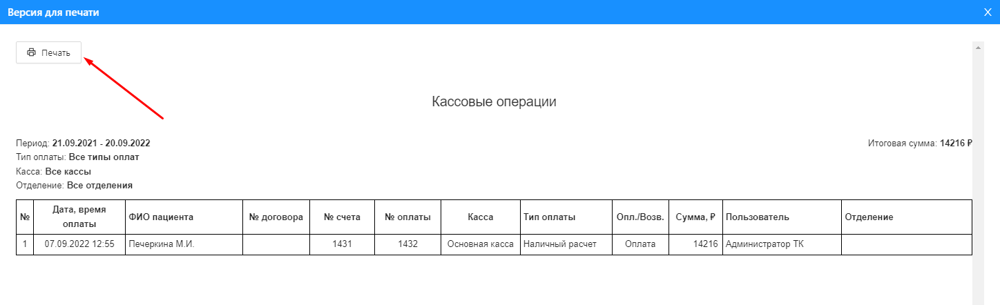 Версия для печати
Печать
Кассовые операции
Период: 21.09.2021 - 20.09.2022
Итоговая сумма: 14216 ₽
Тип оплаты: Все типы оплат
Касса: Все кассы
Отделение: Все отделения
№ Дата, время оплаты ФИО пациента № договора № счета № оплаты Касса Тип оплаты Опл./Возв. Сумма, ₽ Пользователь Отделение
1 07.09.2022 12:55 Печеркина М.И. 1431 1432 Основная касса Наличный расчет Оплата 14216 Администратор ТК